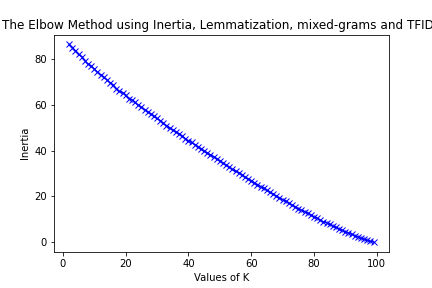 The Elbow Method using Inertia, Lemmatization, mixed-grams and TFID
80
60
40
20
0
Inertia
0 20 40 60 80 100
Values of K